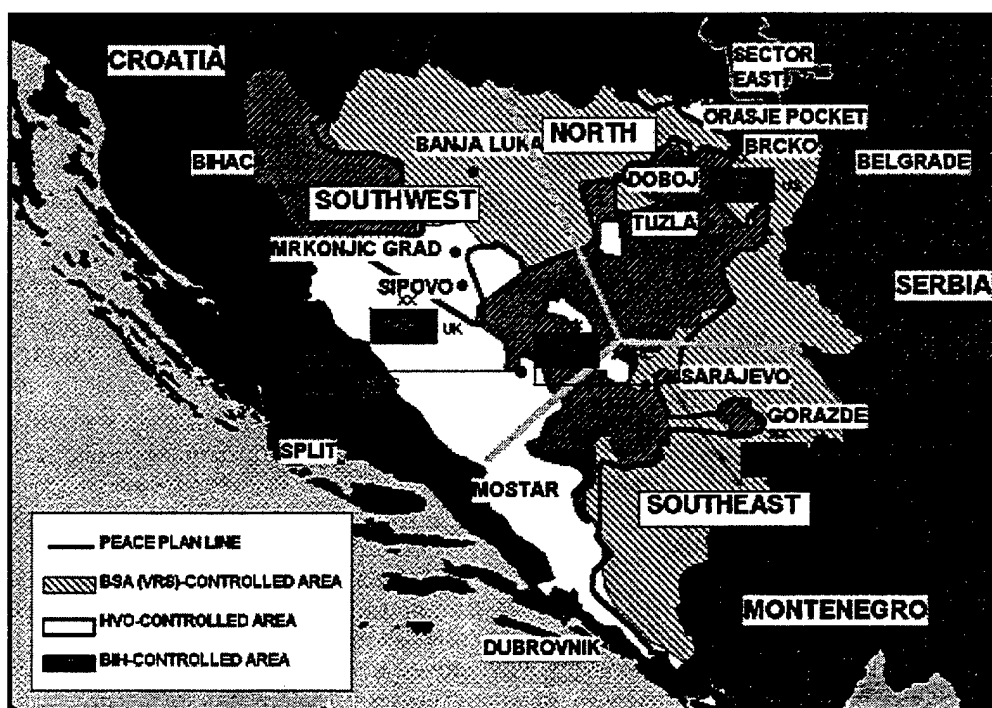 CROATIA
SECTOR
EAST
ORASJE POCKET
NORTH
BANJA LUKA
BRCKO
BIHAC
BELGRADE
DOBOJ
US
SOUTHWEST
TUZLA
MRKONJIC GRAD
SIPOVO
SERBIA
XX
UK
SARAJEVO
GORAZDE
SPLIT
MOSTAR
SOUTHEAST
PEACE PLAN LINE
BSA (VRS)-CONTROLLED AREA
HVO-CONTROLLED AREA
BIH-CONTROLLED AREA
MONTENEGRO
DUBROVNIK